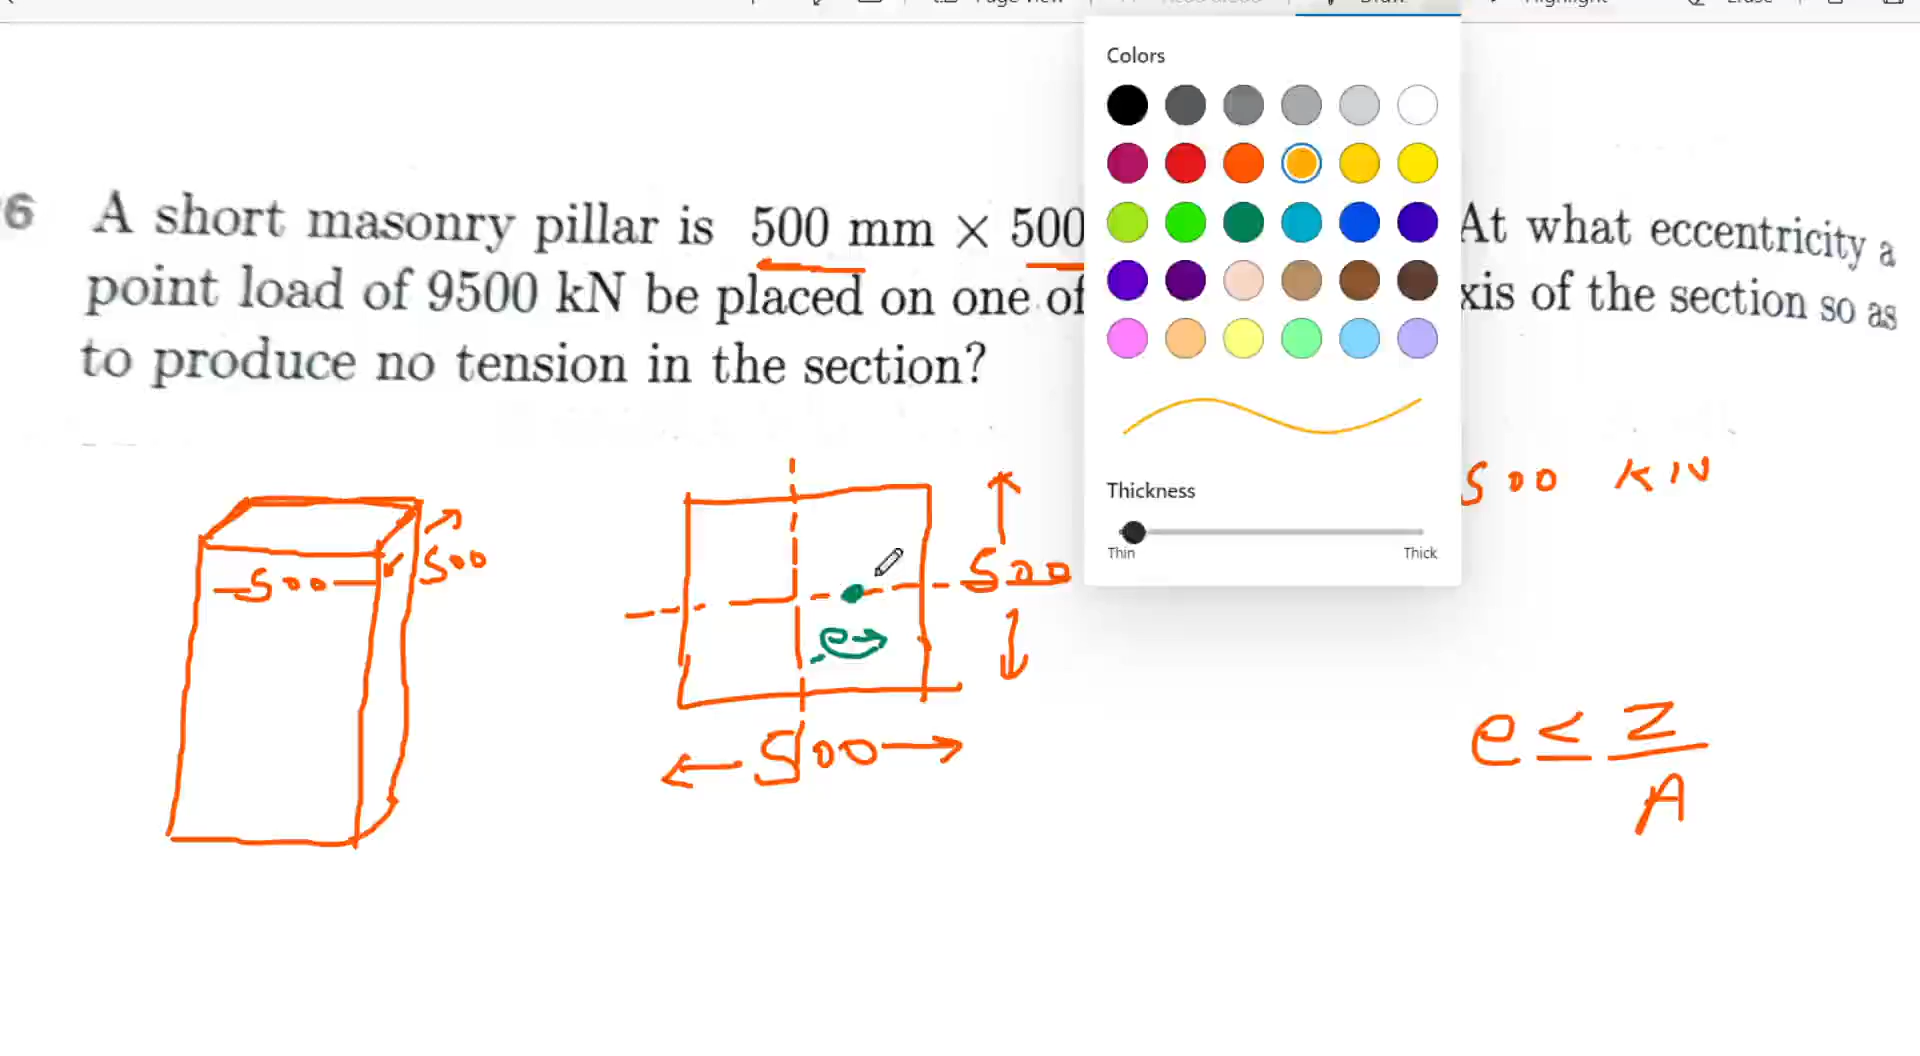 Colors
6 A short masonry pillar is 500 mm × 500 At what eccentricity a
point load of 9500 kN be placed on one of xis of the section so as
to produce no tension in the section?
Thickness
Thin Thick
500 KN
500
500
500
e
500
e ≤ Z
A